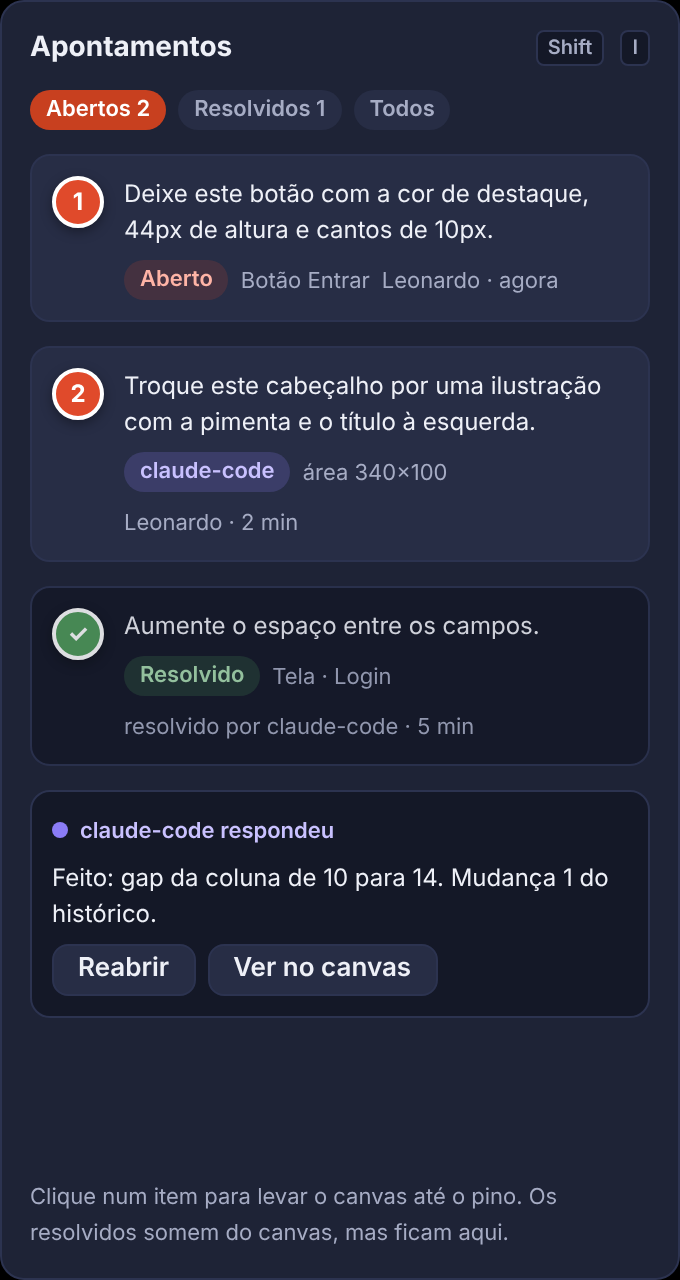 Apontamentos
Shift I
Abertos 2 Resolvidos 1 Todos
1
Deixe este botão com a cor de destaque,
44px de altura e cantos de 10px.
Aberto Botão Entrar Leonardo · agora
2
Troque este cabeçalho por uma ilustração
com a pimenta e o título à esquerda.
claude-code área 340×100
Leonardo · 2 min
Aumente o espaço entre os campos.
Resolvido Tela · Login
resolvido por claude-code · 5 min
claude-code respondeu
Feito: gap da coluna de 10 para 14. Mudança 1 do
histórico.
Reabrir Ver no canvas
Clique num item para levar o canvas até o pino. Os
resolvidos somem do canvas, mas ficam aqui.